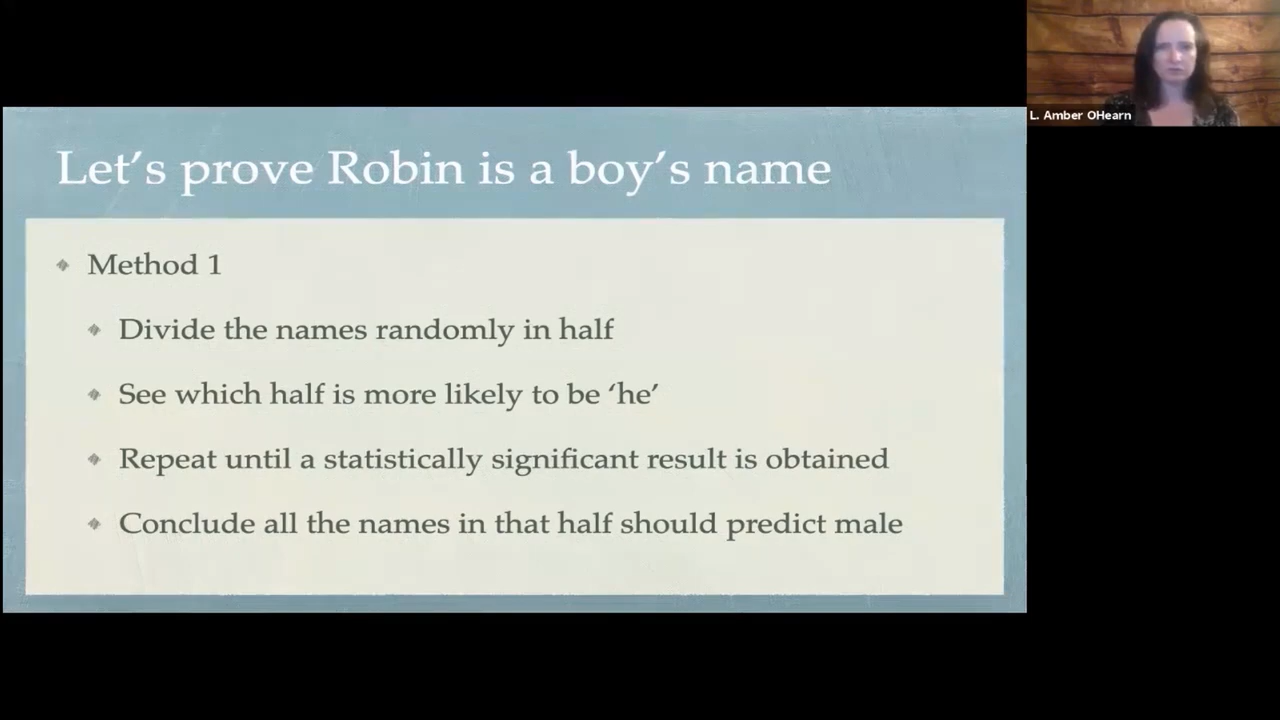 Let's prove Robin is a boy's name
Method 1
Divide the names randomly in half
See which half is more likely to be ‘he’
Repeat until a statistically significant result is obtained
Conclude all the names in that half should predict male
L. Amber OHearn